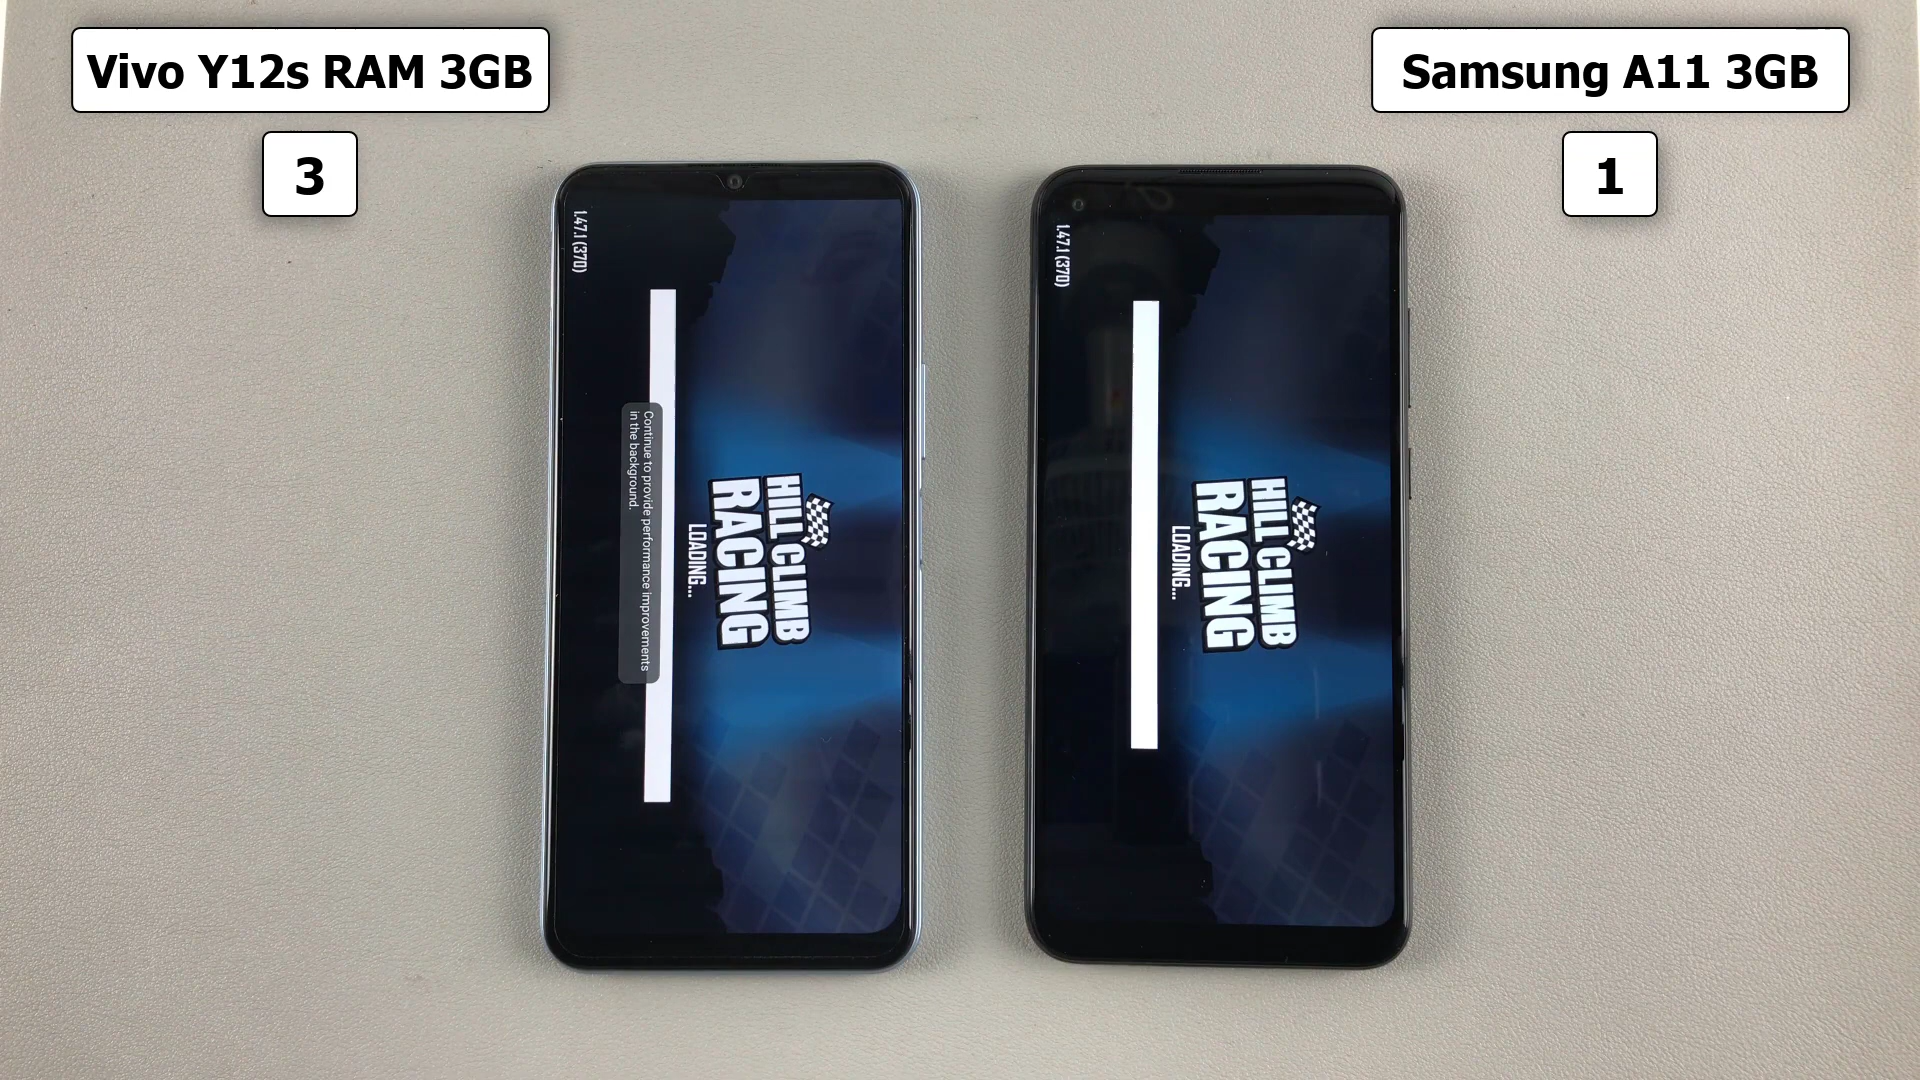 Vivo Y12s RAM 3GB
3
Samsung A11 3GB
1
1.47.1 (370)
HILL CLIMB
RACING
LOADING...
Continue to provide performance improvements
in the background.
1.47.1 (370)
HILL CLIMB
RACING
LOADING...